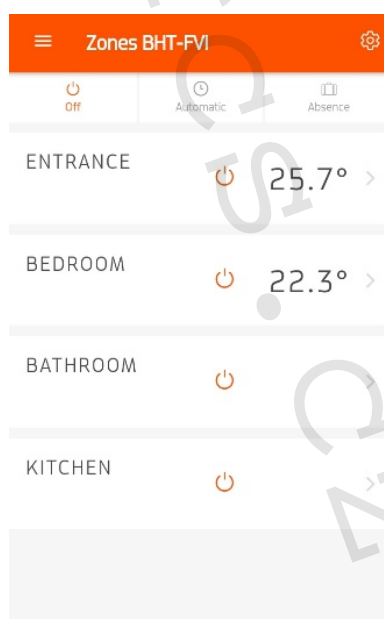 Zones BHT-FVI
Off
Automatic
Absence
ENTRANCE
25.7°
BEDROOM
22.3°
BATHROOM
KITCHEN